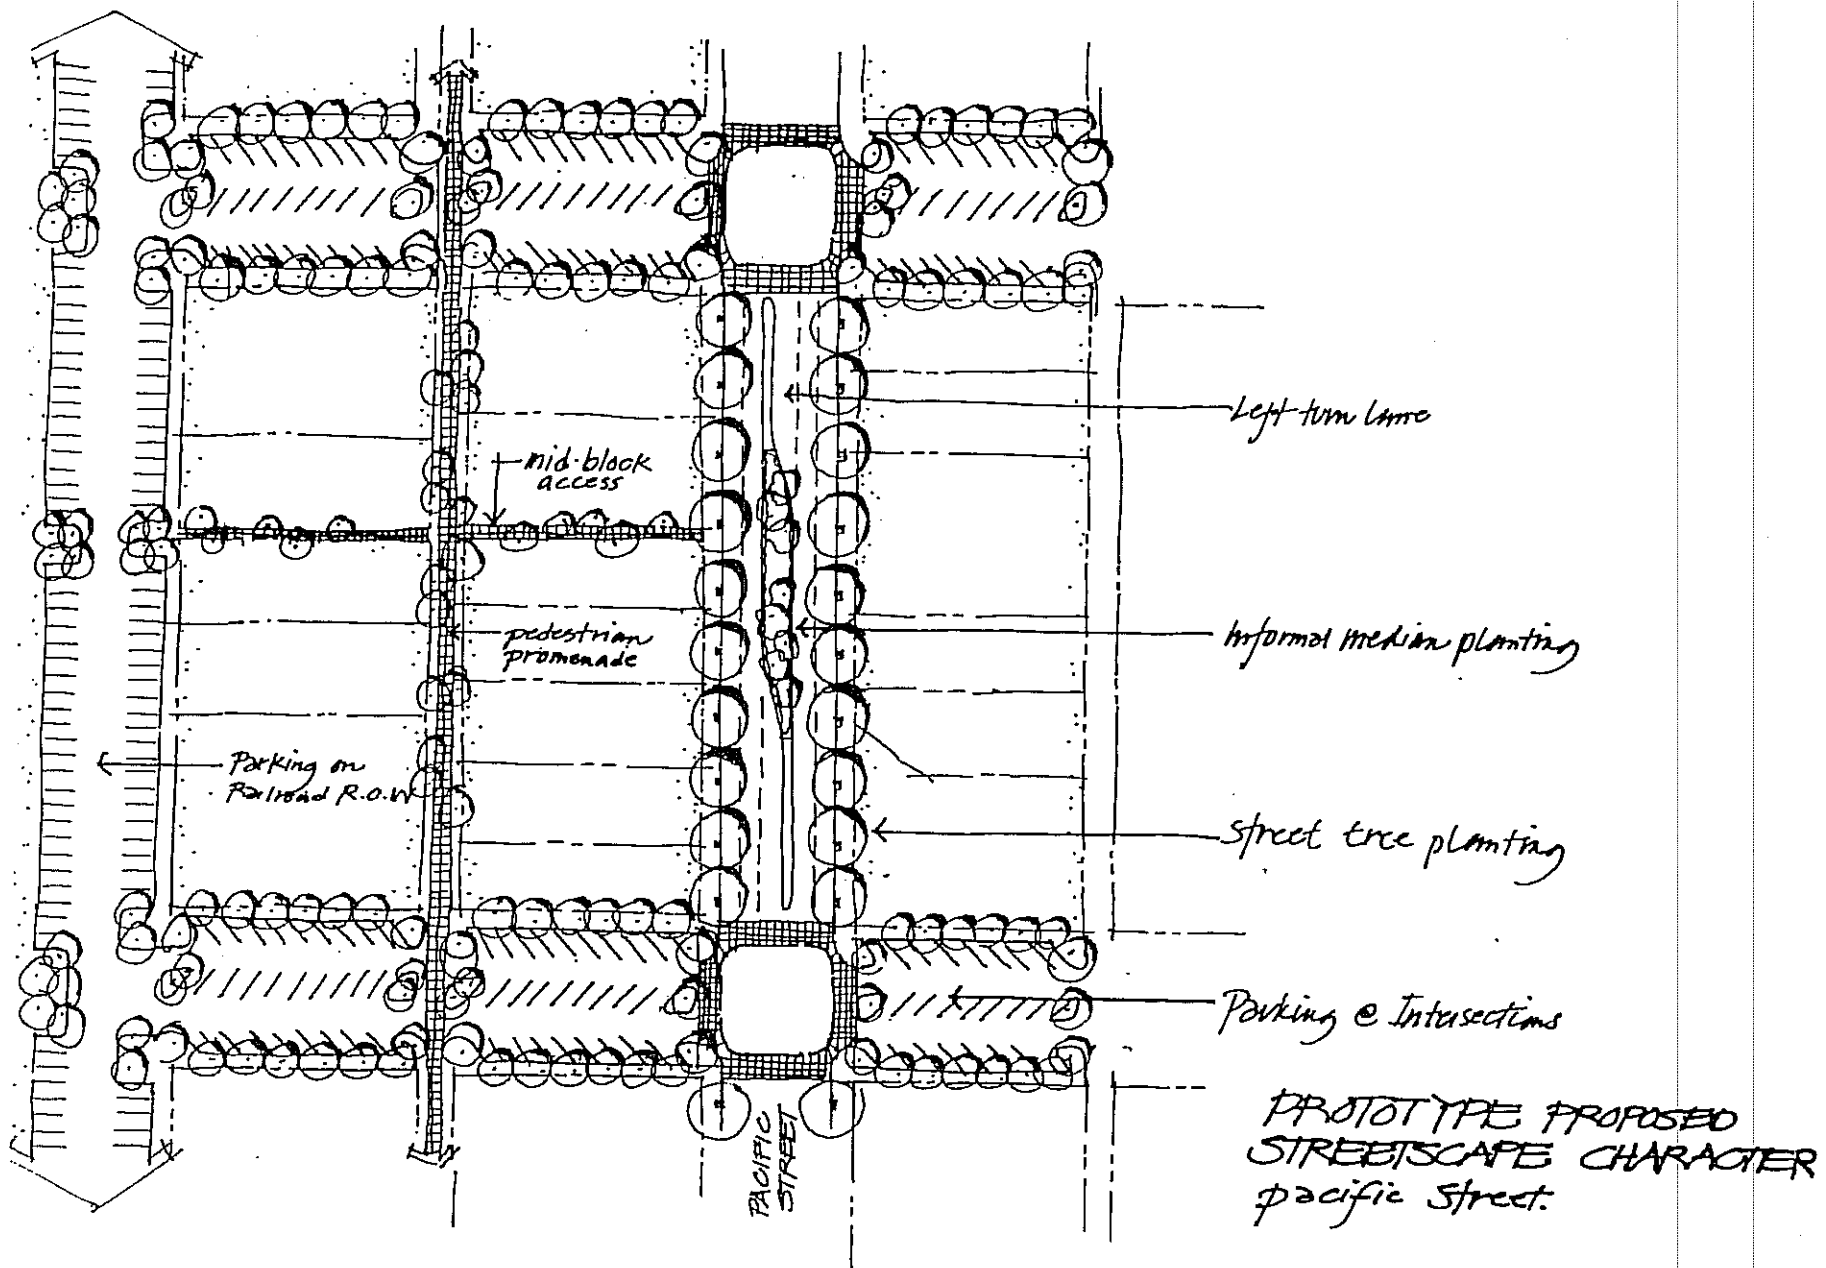 Left turn lane
mid-block
access
pedestrian
promenade
Informal median planting
Parking on
Railroad R.O.W
Street tree planting
Parking @ Intersections
PACIFIC
STREET
PROTOTYPE PROPOSED
STREETSCAPE CHARACTER
pacific Street.